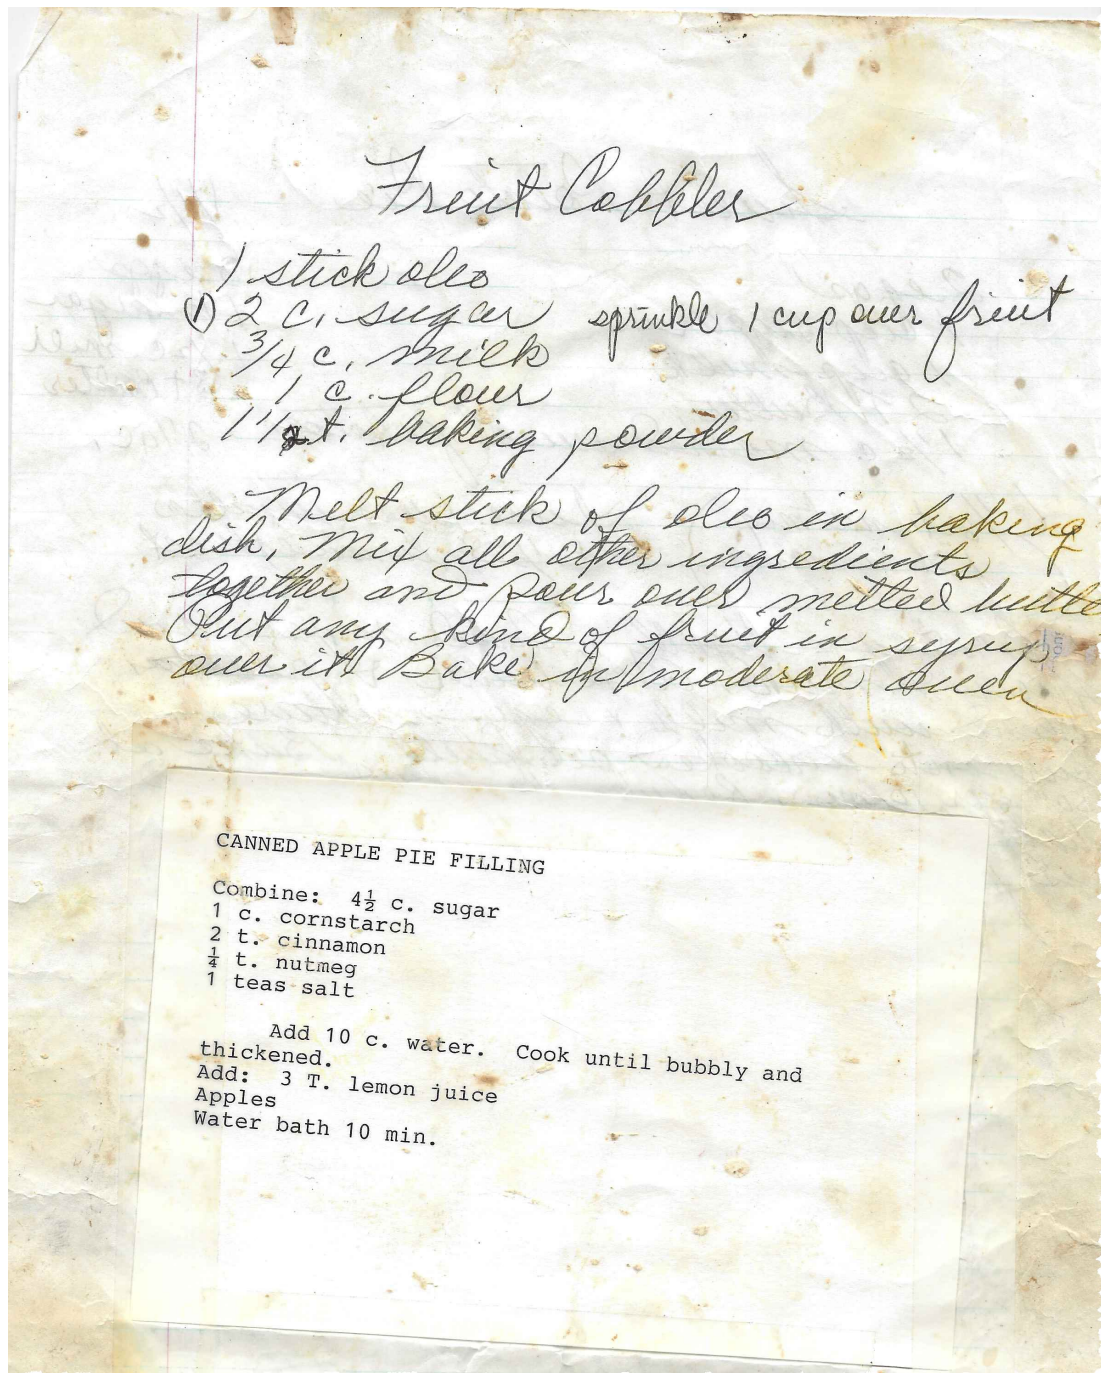 Fruit Cobbler
1 stick oleo
(1) 2 c. sugar sprinkle 1 cup over fruit
3/4 c. milk
1 c. flour
1 1/2 t. baking powder
Melt stick of oleo in baking
dish, Mix all other ingredients
together and pour over melted butte
Put any kind of fruit in syrup
over it. Bake in moderate oven
CANNED APPLE PIE FILLING
Combine: 4½ c. sugar
1 c. cornstarch
2 t. cinnamon
¼ t. nutmeg
1 teas salt
Add 10 c. water. Cook until bubbly and
thickened.
Add: 3 T. lemon juice
Apples
Water bath 10 min.